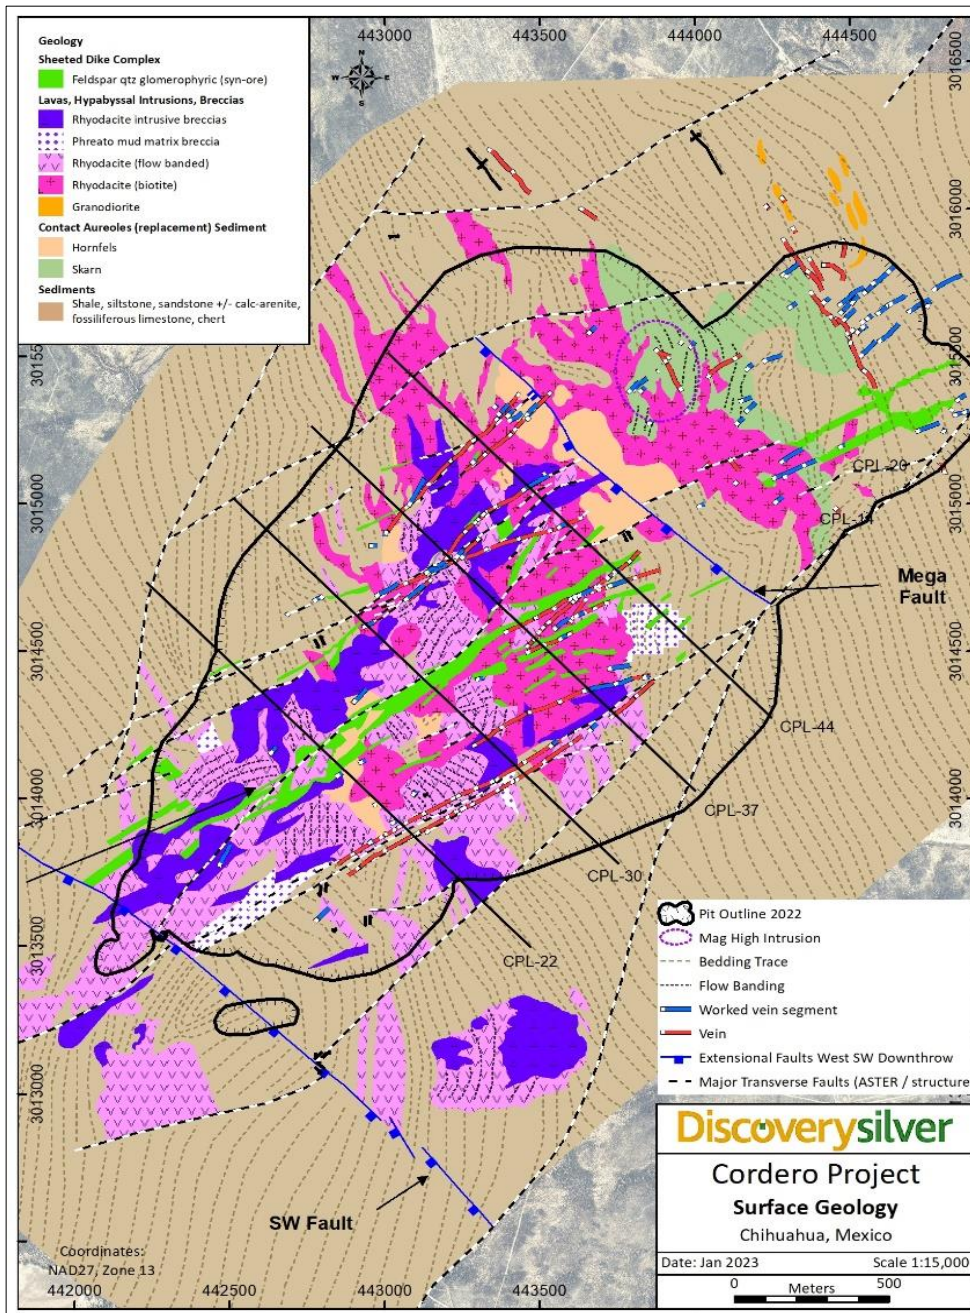 443000
443500
444000
444500
3016500
3016000
3015500
3015500
3015000
3015000
3014500
3014500
3014000
3014000
3013500
3013000
Geology
Sheeted Dike Complex
Feldspar qtz glomerophyric (syn-ore)
Lavas, Hypabyssal Intrusions, Breccias
Rhyodacite intrusive breccias
Phreato mud matrix breccia
Rhyodacite (flow banded)
Rhyodacite (biotite)
Granodiorite
Contact Aureoles (replacement) Sediment
Hornfels
Skarn
Sediments
Shale, siltstone, sandstone +/- calc-arenite,
fossiliferous limestone, chert
N
W
E
S
CPL-20
CPL-14
Mega
Fault
CPL-44
CPL-37
CPL-30
CPL-22
SW Fault
Pit Outline 2022
Mag High Intrusion
Bedding Trace
Flow Banding
Worked vein segment
Vein
Extensional Faults West SW Downthrow
Major Transverse Faults (ASTER / structure
Discoverysilver
Cordero Project
Surface Geology
Chihuahua, Mexico
Date: Jan 2023
Scale 1:15,000
0
Meters
500
Coordinates:
NAD27, Zone 13
442000
442500
443000
443500